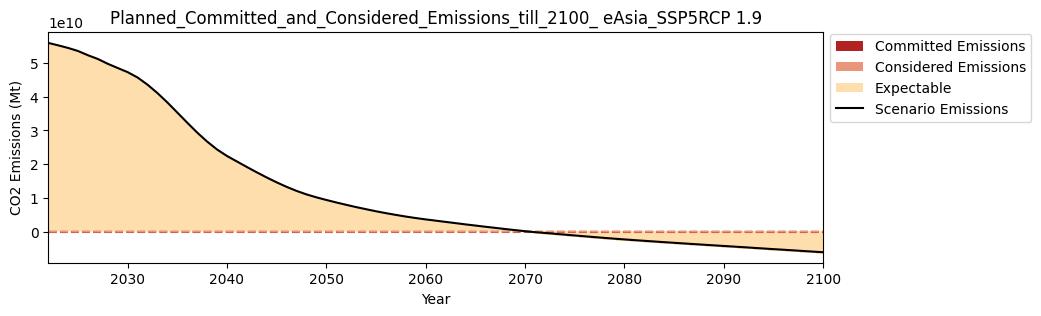 Planned_Committed_and_Considered_Emissions_till_2100_ eAsia_SSP5RCP 1.9
1e10
5
4
3
2
1
0
CO2 Emissions (Mt)
2030 2040 2050 2060 2070 2080 2090 2100
Year
Committed Emissions
Considered Emissions
Expectable
Scenario Emissions